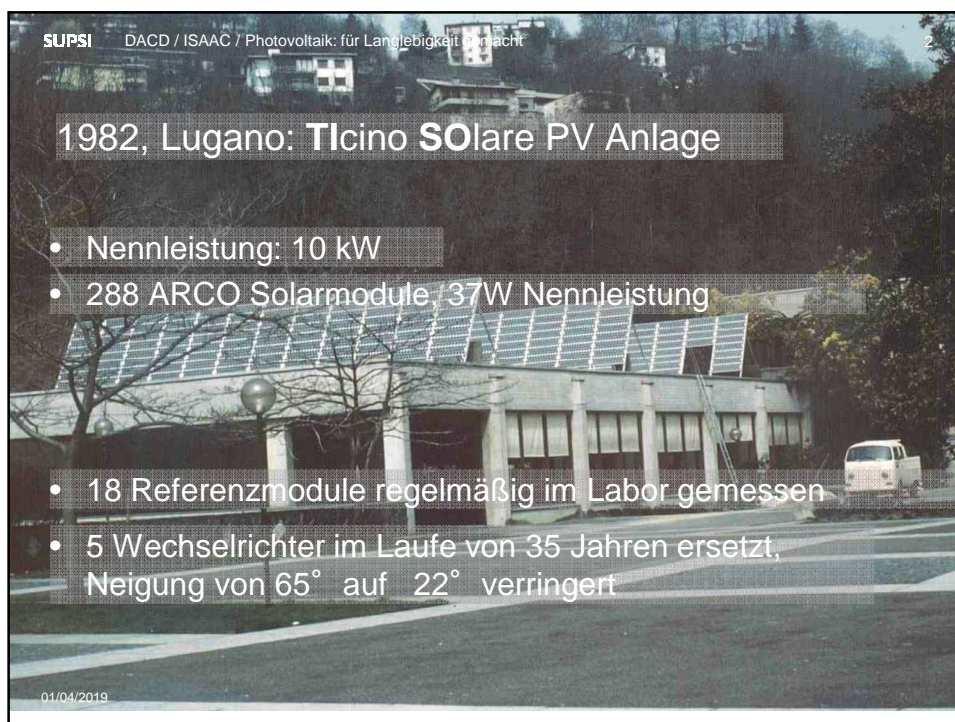 SUPSI DACD / ISAAC / Photovoltaik: für Langlebigkeit gemacht 2
1982, Lugano: TIcino SOlare PV Anlage
• Nennleistung: 10 kW
• 288 ARCO Solarmodule, 37W Nennleistung
• 18 Referenzmodule regelmäßig im Labor gemessen
• 5 Wechselrichter im Laufe von 35 Jahren ersetzt,
Neigung von 65° auf 22° verringert
01/04/2019